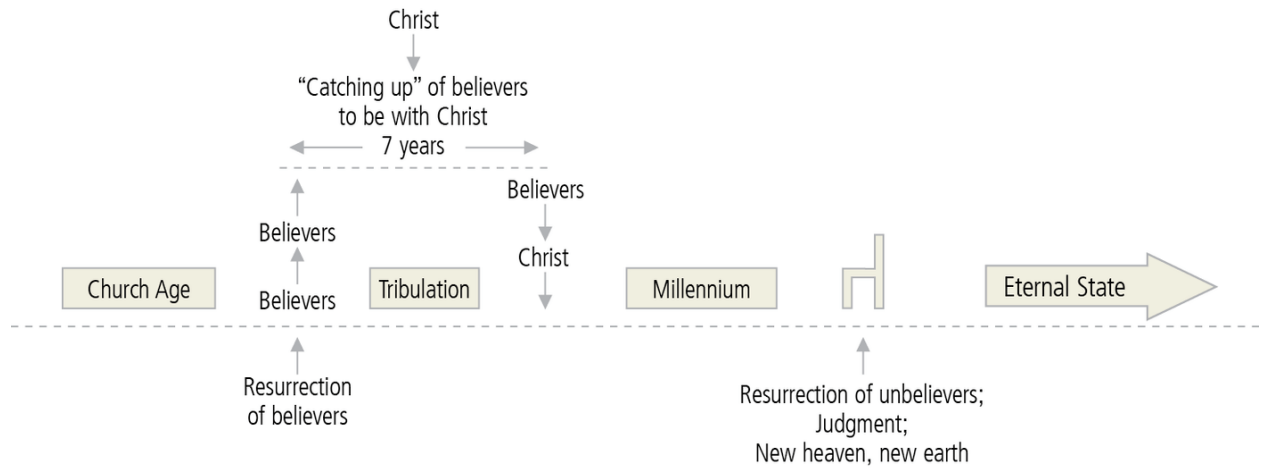 Christ
“Catching up” of believers
to be with Christ
7 years
Believers
Believers
Christ
Church Age
Believers
Tribulation
Millennium
Eternal State
Resurrection
of believers
Resurrection of unbelievers;
Judgment;
New heaven, new earth